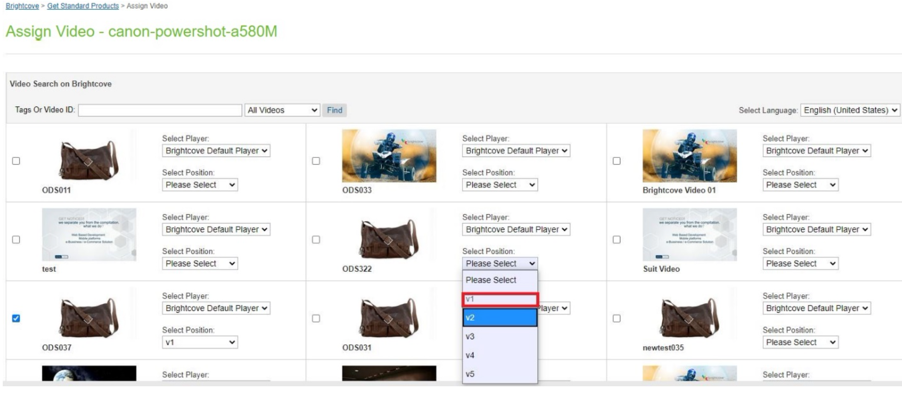 Brightcove > Get Standard Products > Assign Video
Assign Video - canon-powershot-a580M
Video Search on Brightcove
Tags Or Video ID: All Videos Find Select Language: English (United States)
Select Player: Select Player: Select Player:
Brightcove Default Player Brightcove Default Player Brightcove Default Player
Select Position: Select Position: Select Position:
Please Select Please Select Please Select
ODS011 ODS033 Brightcove Video 01
Select Player: Select Player: Select Player:
Brightcove Default Player Brightcove Default Player Brightcove Default Player
Select Position: Select Position: Select Position:
Please Select Please Select Please Select
test ODS322 Suit Video
Please Select
v1
v2
v3
v4
v5
Select Player: Select Player:
Brightcove Default Player layer Brightcove Default Player
Select Position: Select Position:
v1 Please Select
ODS037 ODS031 newtest035
Select Player: Select Player: